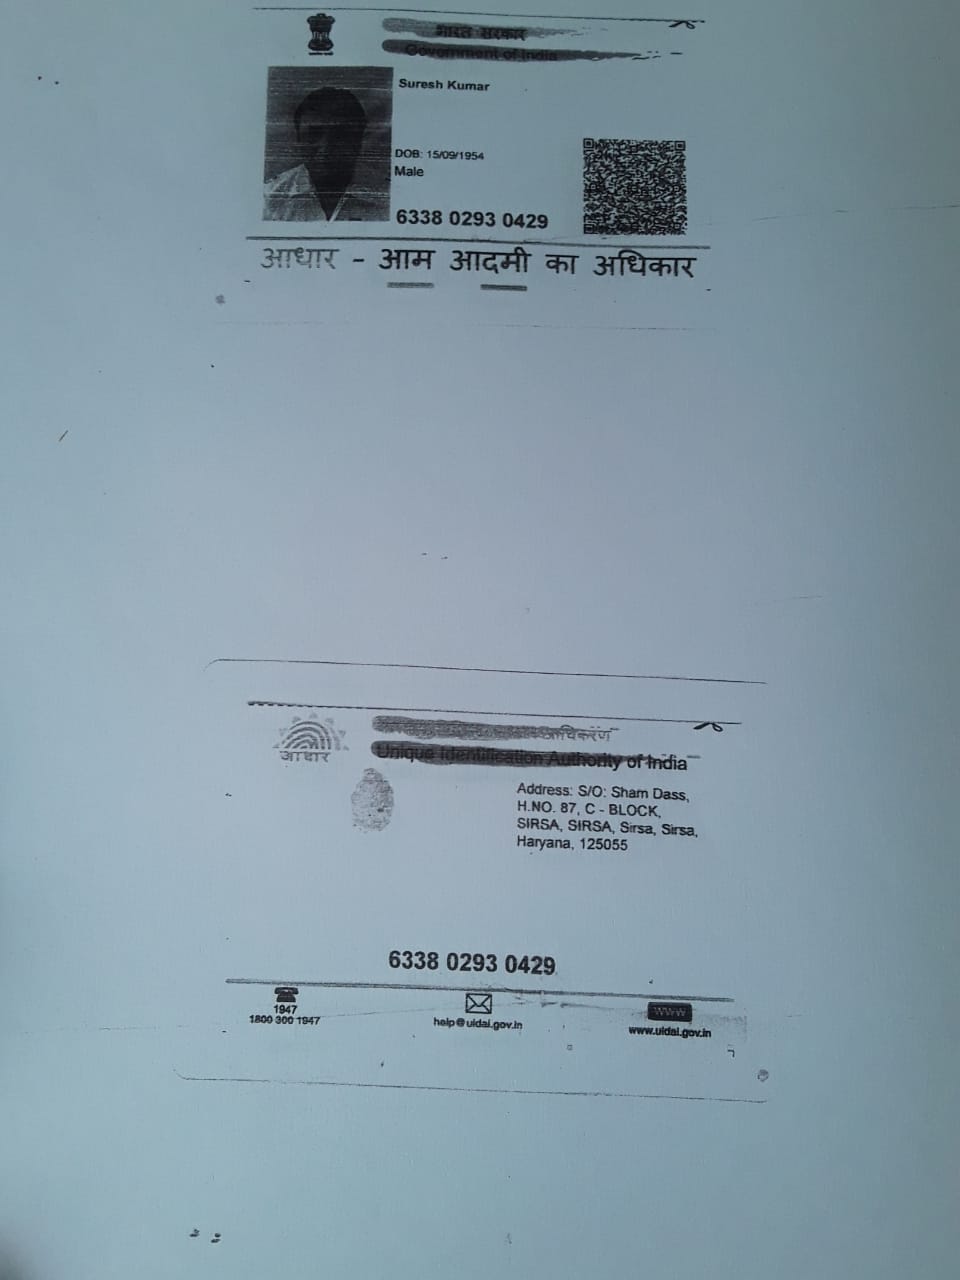 भारत सरकार
Government of India
Suresh Kumar
DOB: 15/09/1954
Male
6338 0293 0429
आधार - आम आदमी का अधिकार
आधार
अधिकरण
Unique Identification Authority of India
Address: S/O: Sham Dass,
H.NO. 87, C - BLOCK,
SIRSA, SIRSA, Sirsa, Sirsa,
Haryana, 125055
6338 0293 0429
1947
1800 300 1947
help@uidai.gov.in
WWW
www.uidai.gov.in